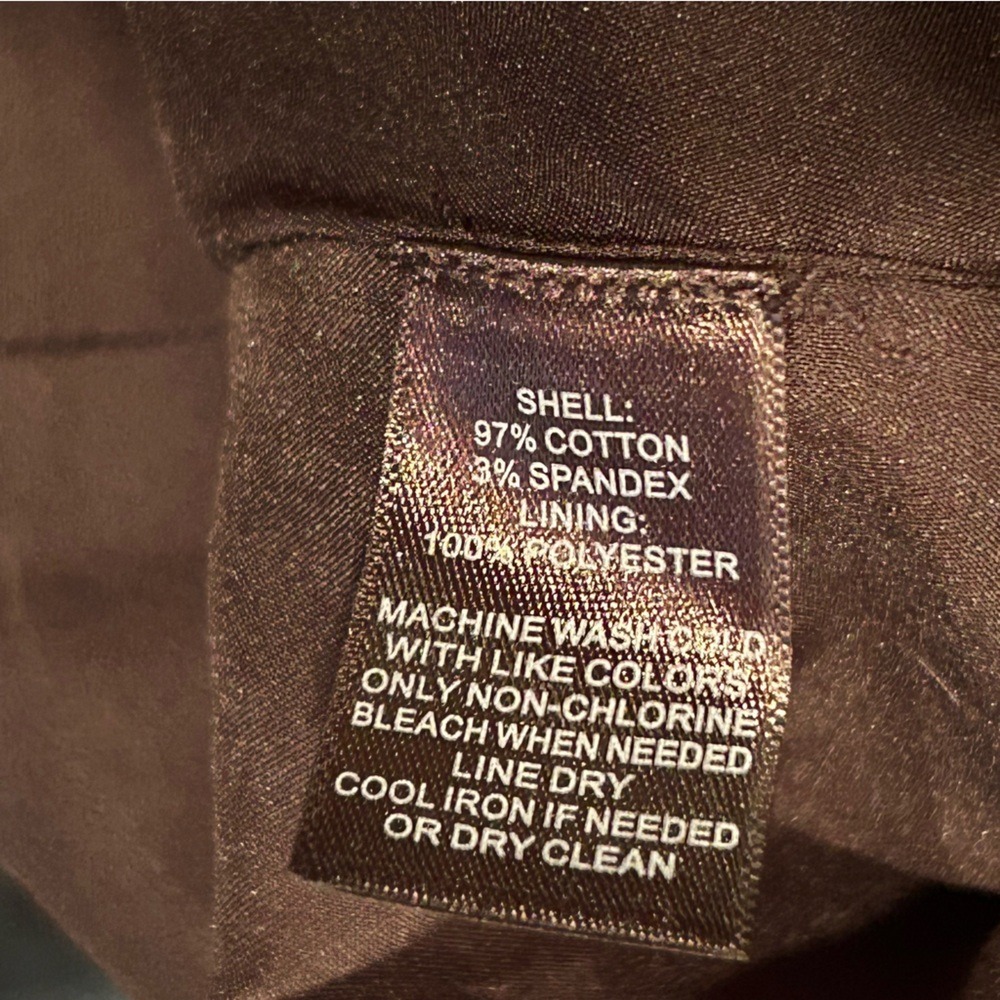 SHELL:
97% COTTON
3% SPANDEX
LINING:
100% POLYESTER
MACHINE WASH COLD
WITH LIKE COLORS
ONLY NON-CHLORINE
BLEACH WHEN NEEDED
LINE DRY
COOL IRON IF NEEDED
OR DRY CLEAN